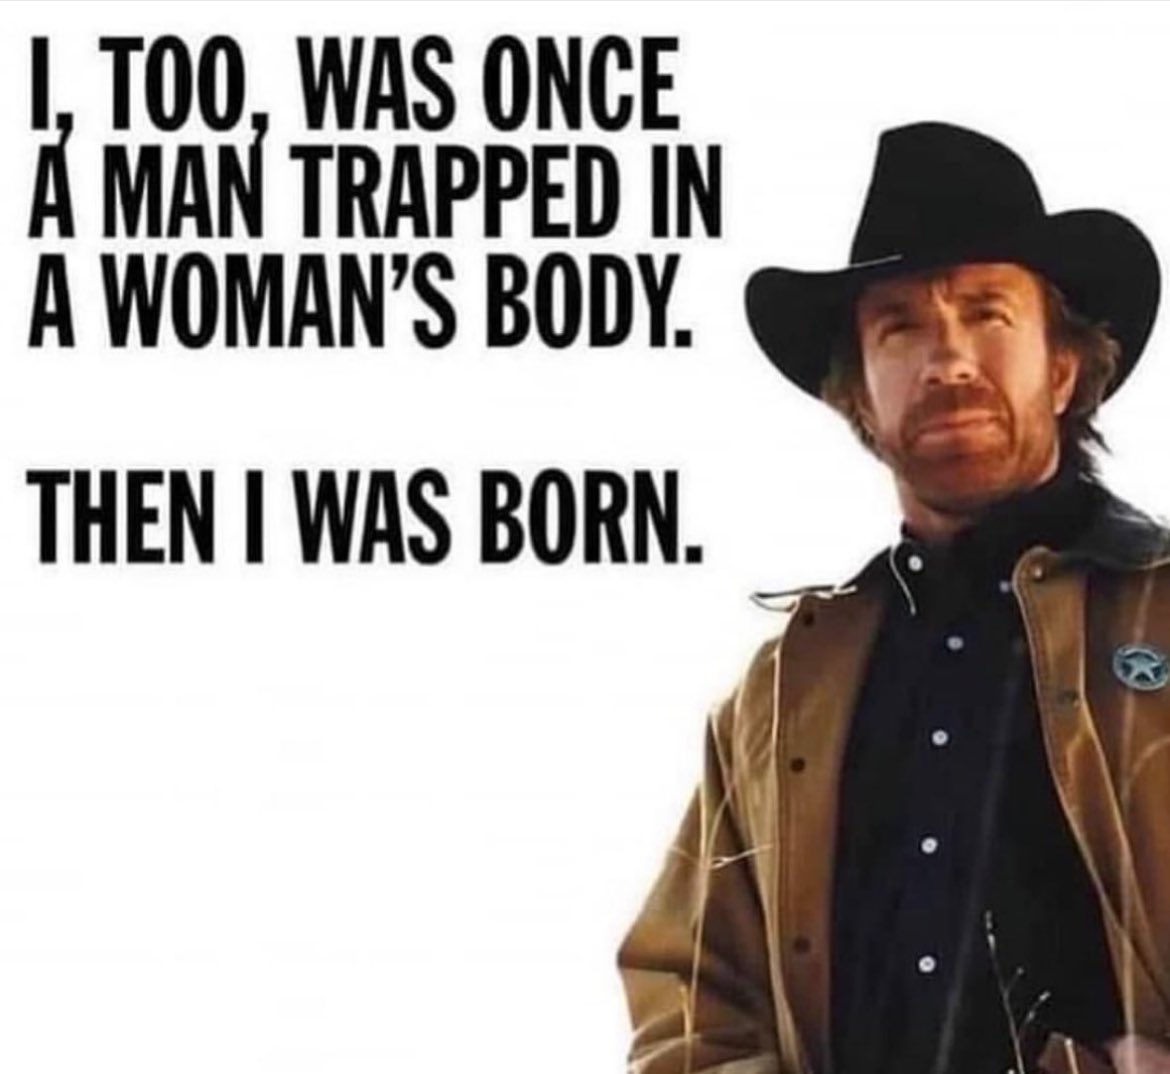 I, TOO, WAS ONCE
A MAN TRAPPED IN
A WOMAN'S BODY.
THEN I WAS BORN.